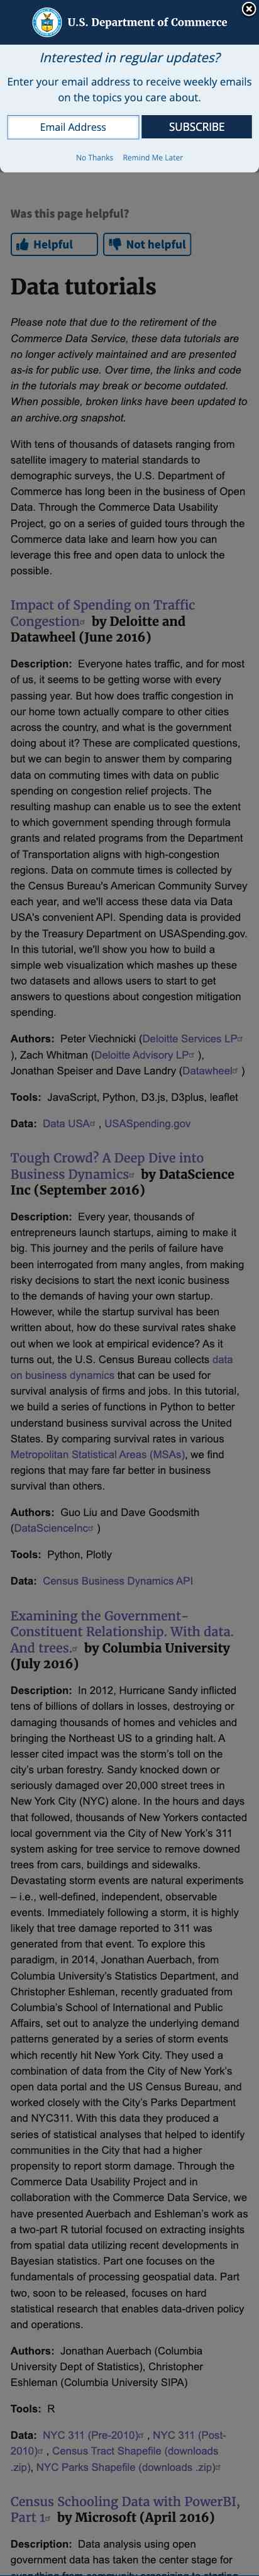 U.S. Department of Commerce
Interested in regular updates?
Enter your email address to receive weekly emails
on the topics you care about.
Email Address
SUBSCRIBE
No Thanks
Remind Me Later
Was this page helpful?
Helpful
Not helpful
Data tutorials
Please note that due to the retirement of the
Commerce Data Service, these data tutorials are
no longer actively maintained and are presented
as-is for public use. Over time, the links and code
in the tutorials may break or become outdated.
When possible, broken links have been updated to
an archive.org snapshot.
With tens of thousands of datasets ranging from
satellite imagery to material standards to
demographic surveys, the U.S. Department of
Commerce has long been in the business of Open
Data. Through the Commerce Data Usability
Project, go on a series of guided tours through the
Commerce data lake and learn how you can
leverage this free and open data to unlock the
possible.
Impact of Spending on Traffic
Congestion by Deloitte and
Datawheel (June 2016)
Description: Everyone hates traffic, and for most
of us, it seems to be getting worse with every
passing year. But how does traffic congestion in
our home town actually compare to other cities
across the country, and what is the government
doing about it? These are complicated questions,
but we can begin to answer them by comparing
data on commuting times with data on public
spending on congestion relief projects. The
resulting mashup can enable us to see the extent
to which government spending through formula
grants and related programs from the Department
of Transportation aligns with high-congestion
regions. Data on commute times is collected by
the Census Bureau's American Community Survey
each year, and we'll access these data via Data
USA's convenient API. Spending data is provided
by the Treasury Department on USASpending.gov.
In this tutorial, we'll show you how to build a
simple web visualization which mashes up these
two datasets and allows users to start to get
answers to questions about congestion mitigation
spending.
Authors: Peter Viechnicki (Deloitte Services LP
), Zach Whitman (Deloitte Advisory LP ),
Jonathan Speiser and Dave Landry (Datawheel )
Tools: JavaScript, Python, D3.js, D3plus, leaflet
Data: Data USA , USASpending.gov
Tough Crowd? A Deep Dive into
Business Dynamics by DataScience
Inc (September 2016)
Description: Every year, thousands of
entrepreneurs launch startups, aiming to make it
big. This journey and the perils of failure have
been interrogated from many angles, from making
risky decisions to start the next iconic business
to the demands of having your own startup.
However, while the startup survival has been
written about, how do these survival rates shake
out when we look at empirical evidence? As it
turns out, the U.S. Census Bureau collects data
on business dynamics that can be used for
survival analysis of firms and jobs. In this tutorial,
we build a series of functions in Python to better
understand business survival across the United
States. By comparing survival rates in various
Metropolitan Statistical Areas (MSAs), we find
regions that may fare far better in business
survival than others.
Authors: Guo Liu and Dave Goodsmith
(DataScienceInc )
Tools: Python, Plotly
Data: Census Business Dynamics API
Examining the Government-
Constituent Relationship. With data.
And trees. by Columbia University
(July 2016)
Description: In 2012, Hurricane Sandy inflicted
tens of billions of dollars in losses, destroying or
damaging thousands of homes and vehicles and
bringing the Northeast US to a grinding halt. A
lesser cited impact was the storm's toll on the
city's urban forestry. Sandy knocked down or
seriously damaged over 20,000 street trees in
New York City (NYC) alone. In the hours and days
that followed, thousands of New Yorkers contacted
local government via the City of New York's 311
system asking for tree service to remove downed
trees from cars, buildings and sidewalks.
Devastating storm events are natural experiments
– i.e., well-defined, independent, observable
events. Immediately following a storm, it is highly
likely that tree damage reported to 311 was
generated from that event. To explore this
paradigm, in 2014, Jonathan Auerbach, from
Columbia University's Statistics Department, and
Christopher Eshleman, recently graduated from
Columbia's School of International and Public
Affairs, set out to analyze the underlying demand
patterns generated by a series of storm events
which recently hit New York City. They used a
combination of data from the City of New York's
open data portal and the US Census Bureau, and
worked closely with the City's Parks Department
and NYC311. With this data they produced a
series of statistical analyses that helped to identify
communities in the City that had a higher
propensity to report storm damage. Through the
Commerce Data Usability Project and in
collaboration with the Commerce Data Service, we
have presented Auerbach and Eshleman's work as
a two-part R tutorial focused on extracting insights
from spatial data utilizing recent developments in
Bayesian statistics. Part one focuses on the
fundamentals of processing geospatial data. Part
two, soon to be released, focuses on hard
statistical research that enables data-driven policy
and operations.
Authors: Jonathan Auerbach (Columbia
University Dept of Statistics), Christopher
Eshleman (Columbia University SIPA)
Tools: R
Data: NYC 311 (Pre-2010) , NYC 311 (Post-
2010) , Census Tract Shapefile (downloads
.zip), NYC Parks Shapefile (downloads .zip)
Census Schooling Data with PowerBI,
Part 1 by Microsoft (April 2016)
Description: Data analysis using open
government data has taken the center stage for